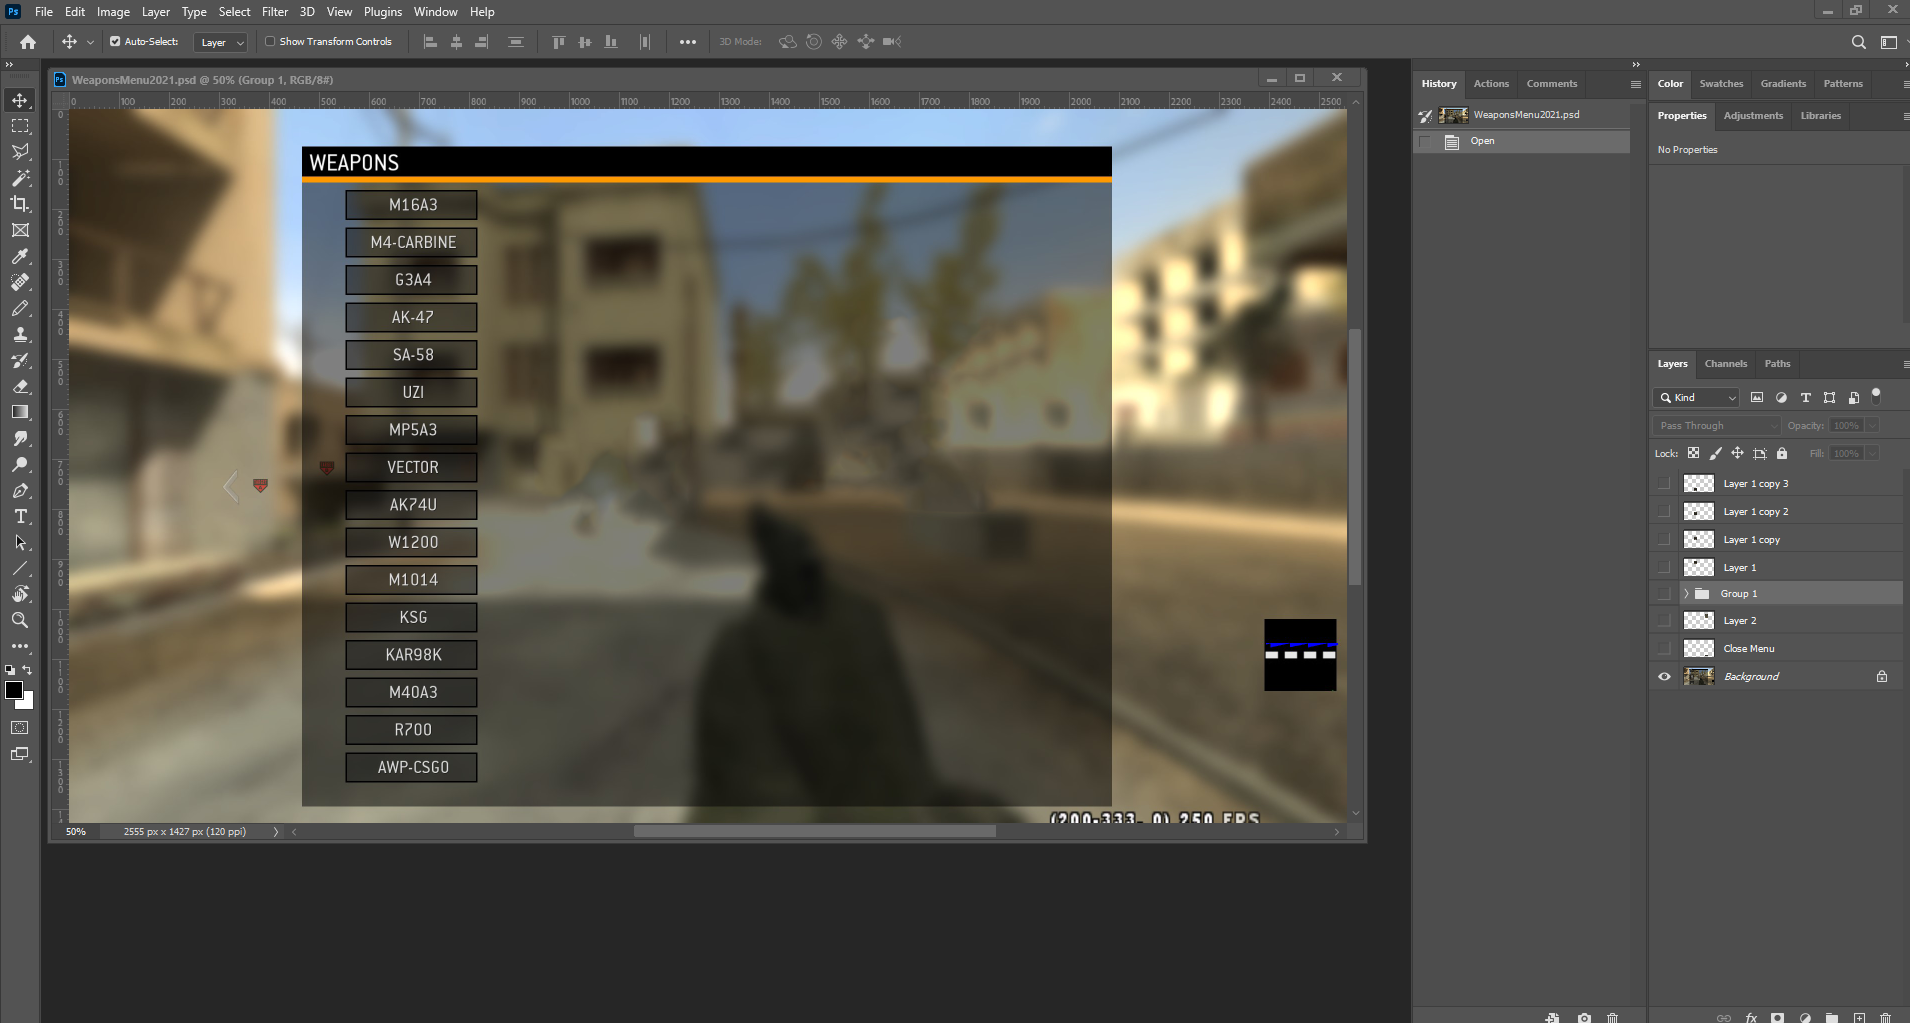 Ps File Edit Image Layer Type Select Filter 3D View Plugins Window Help
Auto-Select: Layer Show Transform Controls 3D Mode:
Ps WeaponsMenu2021.psd @ 50% (Group 1, RGB/8#)
0 100 200 300 400 500 600 700 800 900 1000 1100 1200 1300 1400 1500 1600 1700 1800 1900 2000 2100 2200 2300 2400 2500
WEAPONS
M16A3
M4-CARBINE
G3A4
AK-47
SA-58
UZI
MP5A3
VECTOR
AK74U
W1200
M1014
KSG
KAR98K
M40A3
R700
AWP-CSGO
(200-333, 0) 250 FPS
50% 2555 px x 1427 px (120 ppi)
History Actions Comments
WeaponsMenu2021.psd
Open
Color Swatches Gradients Patterns
Properties Adjustments Libraries
No Properties
Layers Channels Paths
Kind
Pass Through Opacity: 100%
Lock: Fill: 100%
Layer 1 copy 3
Layer 1 copy 2
Layer 1 copy
Layer 1
Group 1
Layer 2
Close Menu
Background
fx